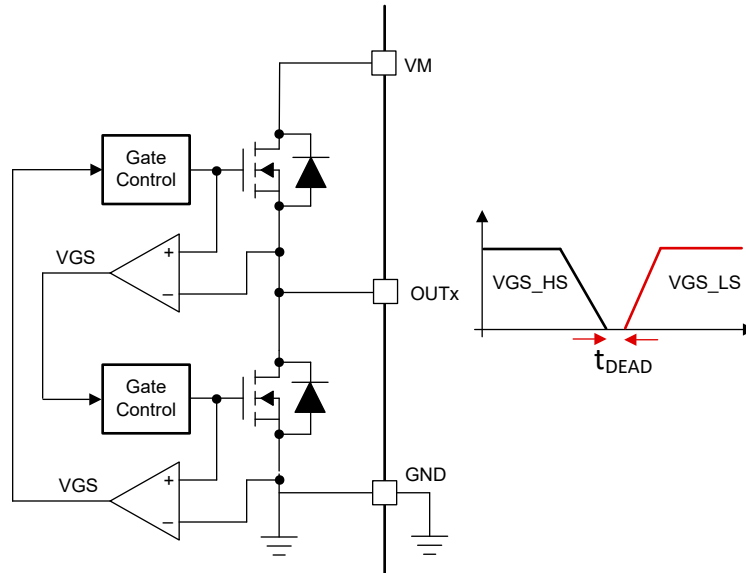 VM
Gate
Control
+
VGS
−
OUTx
VGS_HS
VGS_LS
tDEAD
Gate
Control
GND
+
VGS
−